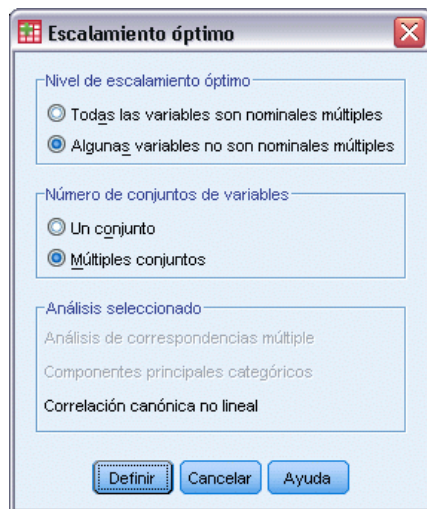 Escalamiento óptimo
Nivel de escalamiento óptimo
Todas las variables son nominales múltiples
Algunas variables no son nominales múltiples
Número de conjuntos de variables
Un conjunto
Múltiples conjuntos
Análisis seleccionado
Análisis de correspondencias múltiple
Componentes principales categóricos
Correlación canónica no lineal
Definir Cancelar Ayuda